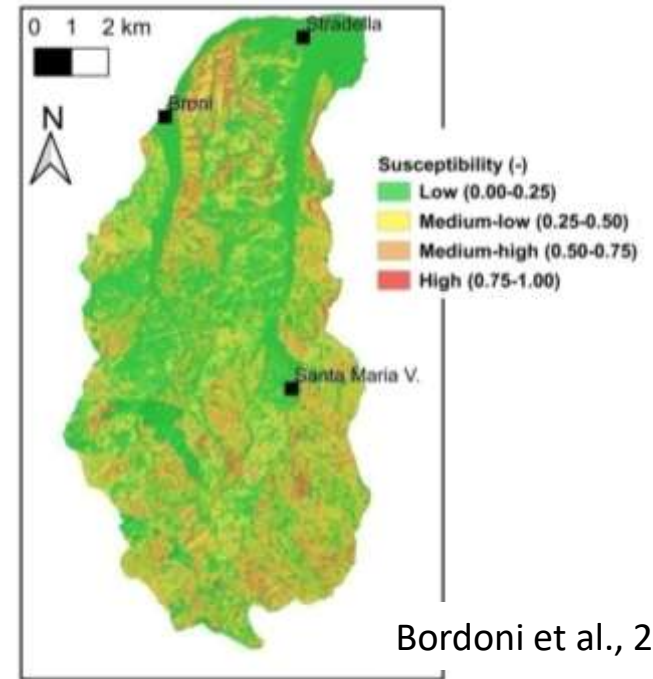 0 1 2 km
Stradella
Broni
N
Susceptibility (-)
Low (0.00-0.25)
Medium-low (0.25-0.50)
Medium-high (0.50-0.75)
High (0.75-1.00)
Santa Maria V.
Bordoni et al., 2